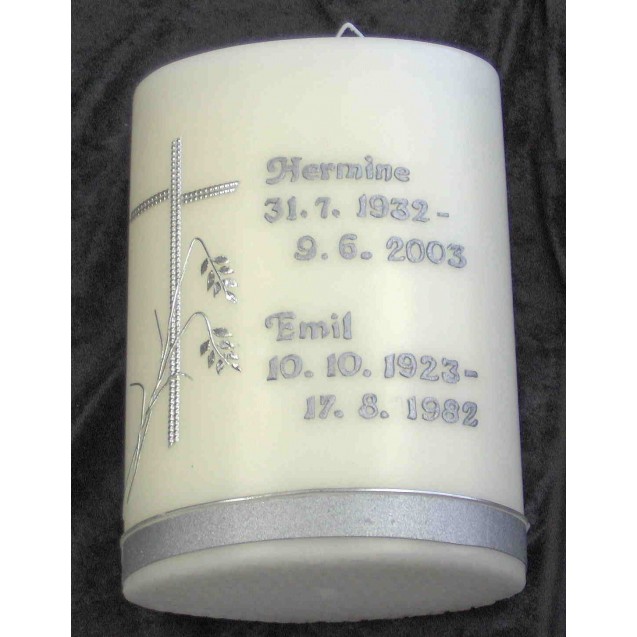 Hermine
31. 7. 1932 -
9. 6. 2003
Emil
10. 10. 1923 -
17. 8. 1982